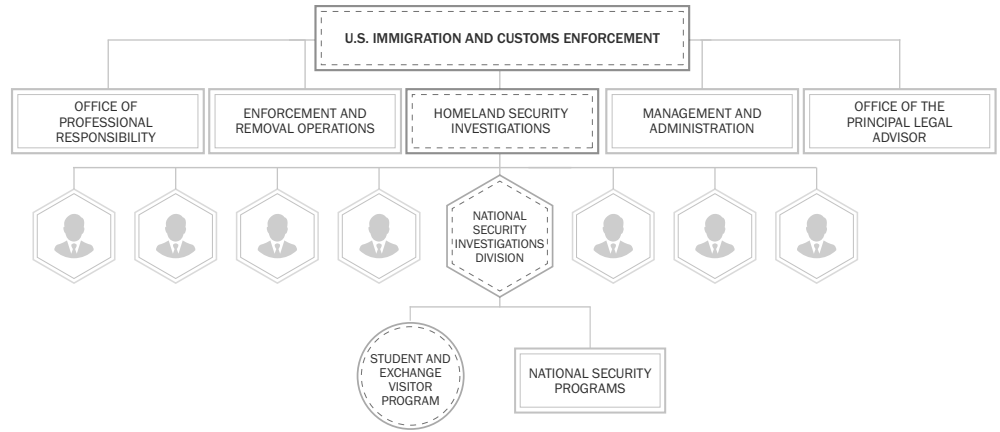 U.S. IMMIGRATION AND CUSTOMS ENFORCEMENT
OFFICE OF
PROFESSIONAL
RESPONSIBILITY
ENFORCEMENT AND
REMOVAL OPERATIONS
HOMELAND SECURITY
INVESTIGATIONS
MANAGEMENT AND
ADMINISTRATION
OFFICE OF THE
PRINCIPAL LEGAL
ADVISOR
NATIONAL
SECURITY
INVESTIGATIONS
DIVISION
STUDENT AND
EXCHANGE
VISITOR
PROGRAM
NATIONAL SECURITY
PROGRAMS